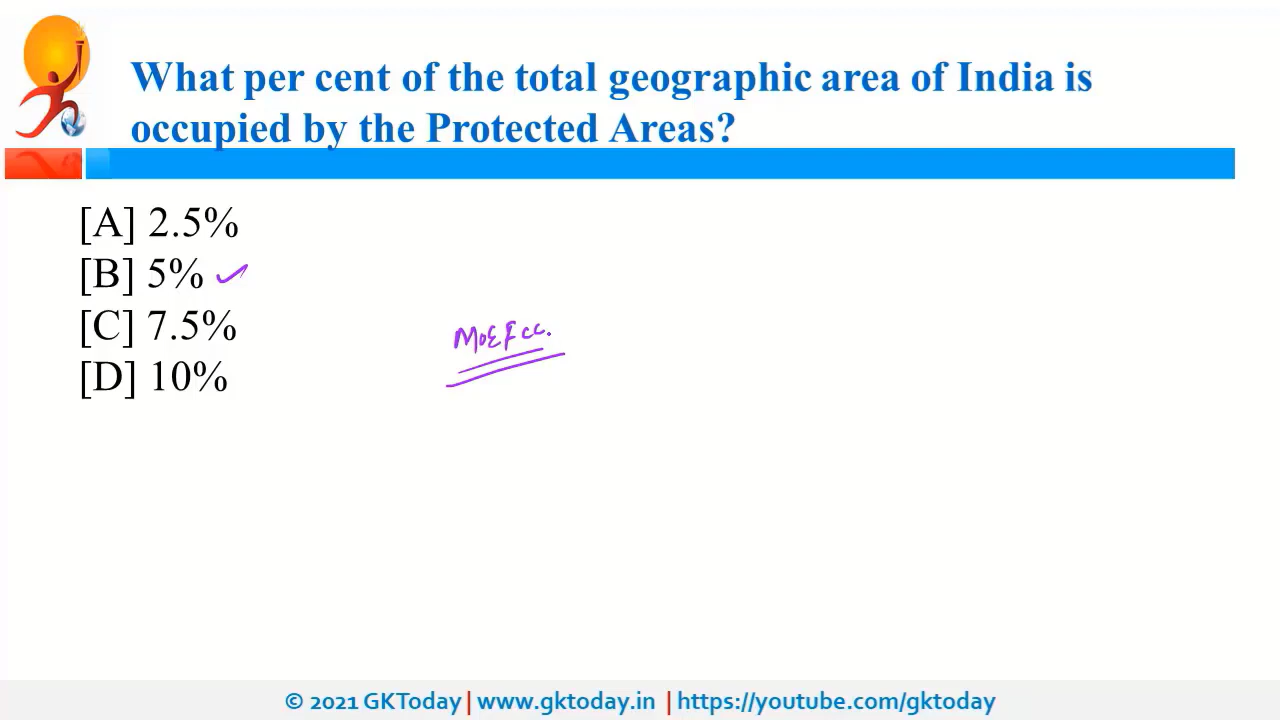 What per cent of the total geographic area of India is
occupied by the Protected Areas?
[A] 2.5%
[B] 5%
[C] 7.5%
[D] 10%
MoEFCC.
© 2021 GKToday | www.gktoday.in | https://youtube.com/gktoday